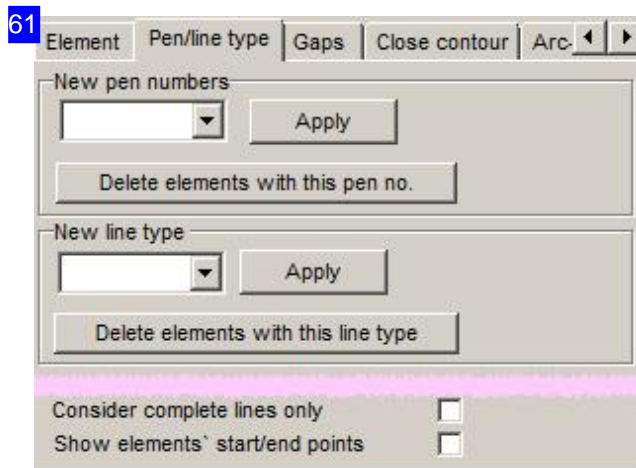 61
Element Pen/line type Gaps Close contour Arc-
New pen numbers
Apply
Delete elements with this pen no.
New line type
Apply
Delete elements with this line type
Consider complete lines only
Show elements` start/end points